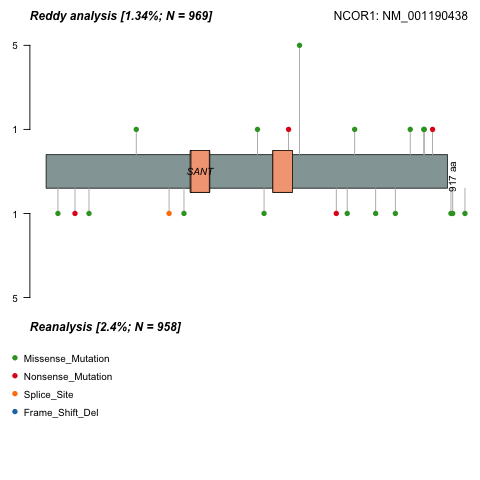 Reddy analysis [1.34%; N = 969]
NCOR1: NM_001190438
5
1
SANT
917 aa
1
5
Reanalysis [2.4%; N = 958]
Missense_Mutation
Nonsense_Mutation
Splice_Site
Frame_Shift_Del